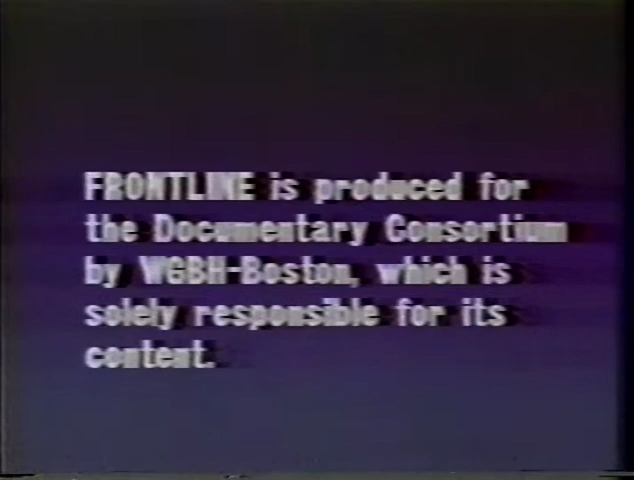 FRONTLINE is produced for
the Documentary Consortium
by WGBH-Boston, which is
solely responsible for its
content.